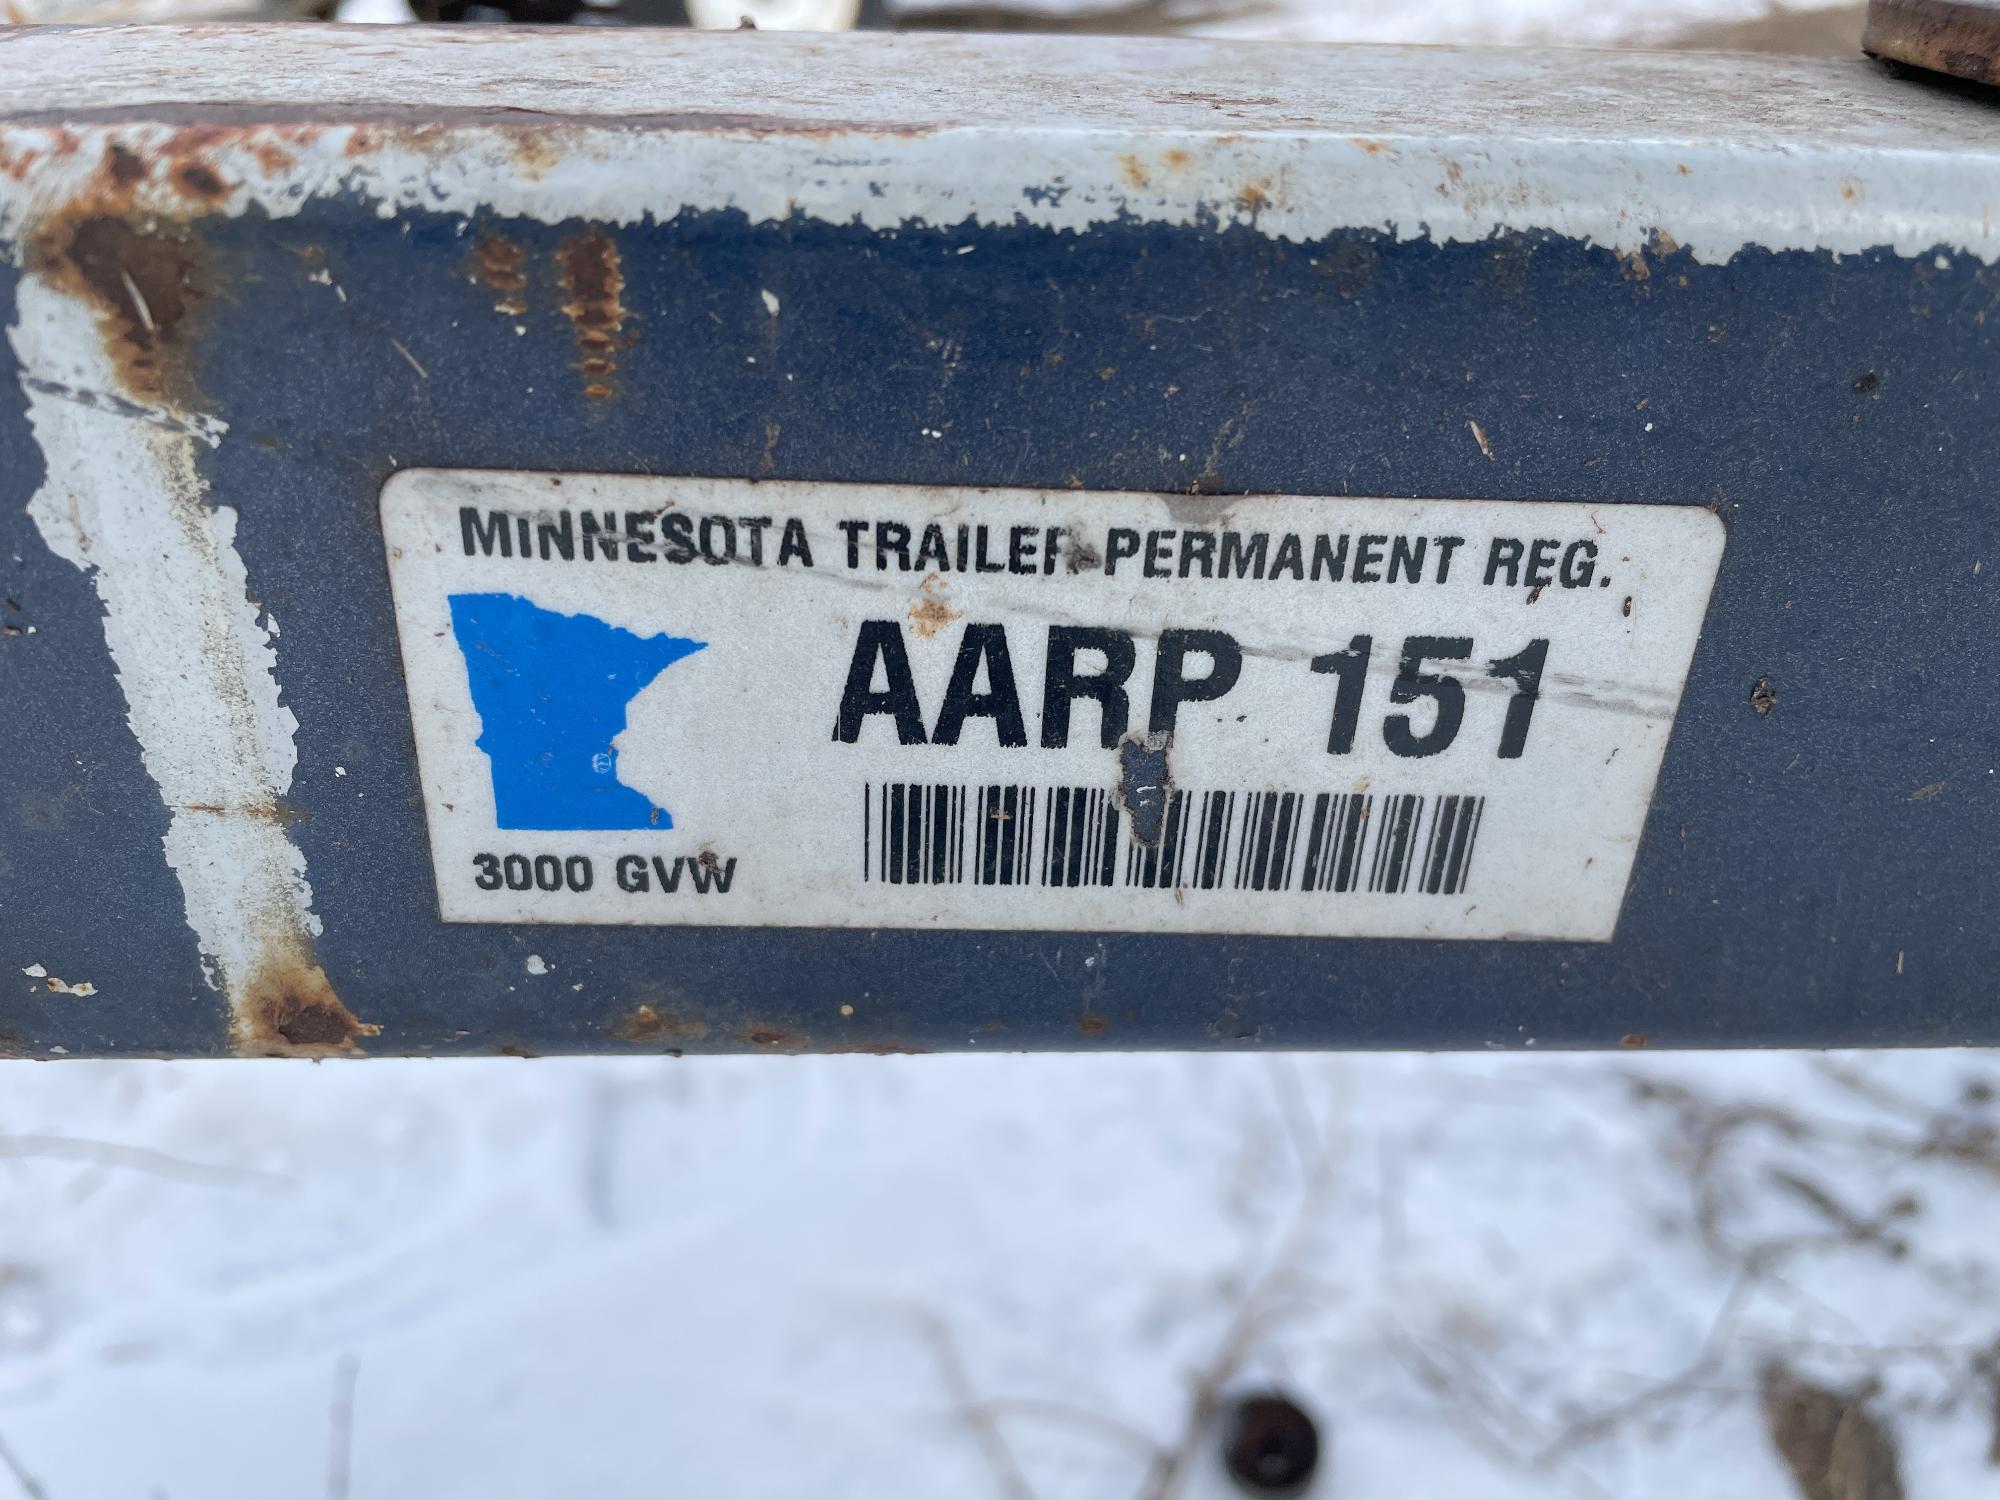 MINNESOTA TRAILER PERMANENT REG.
AARP 151
3000 GVW